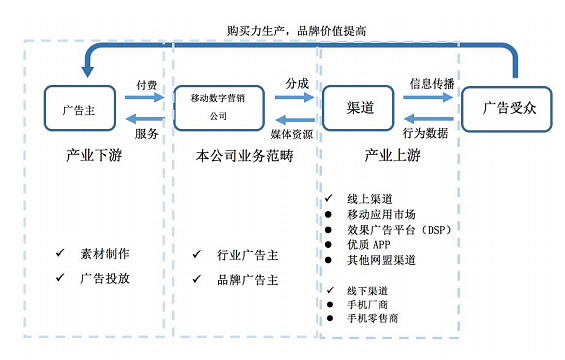 购买力生产，品牌价值提高
广告主
付费
服务
移动数字营销
公司
分成
媒体资源
渠道
信息传播
行为数据
广告受众
产业下游
本公司业务范畴
产业上游
✓ 素材制作
✓ 广告投放
✓ 行业广告主
✓ 品牌广告主
✓ 线上渠道
● 移动应用市场
● 效果广告平台（DSP）
● 优质 APP
● 其他网盟渠道
✓ 线下渠道
● 手机厂商
● 手机零售商